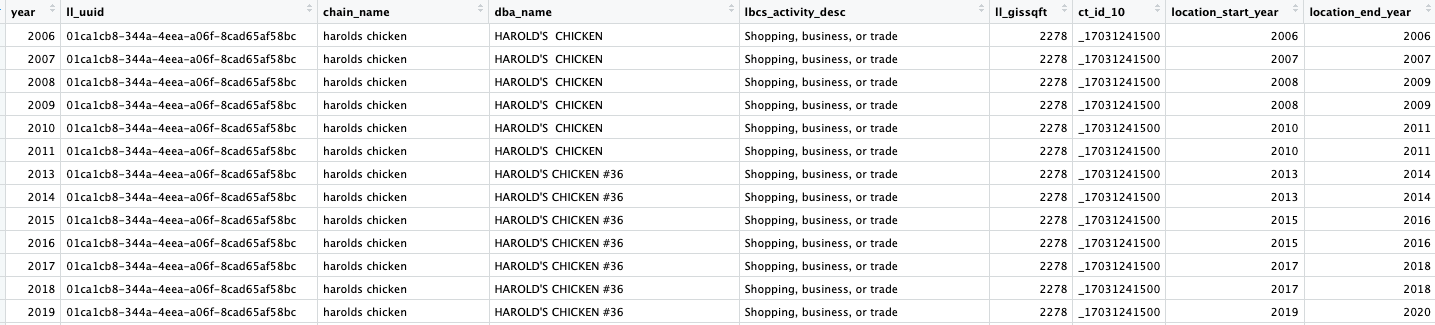 year ll_uuid chain_name dba_name lbcs_activity_desc ll_gissqft ct_id_10 location_start_year location_end_year
2006 01ca1cb8-344a-4eea-a06f-8cad65af58bc harolds chicken HAROLD'S  CHICKEN Shopping, business, or trade 2278 _17031241500 2006 2006
2007 01ca1cb8-344a-4eea-a06f-8cad65af58bc harolds chicken HAROLD'S  CHICKEN Shopping, business, or trade 2278 _17031241500 2007 2007
2008 01ca1cb8-344a-4eea-a06f-8cad65af58bc harolds chicken HAROLD'S  CHICKEN Shopping, business, or trade 2278 _17031241500 2008 2009
2009 01ca1cb8-344a-4eea-a06f-8cad65af58bc harolds chicken HAROLD'S  CHICKEN Shopping, business, or trade 2278 _17031241500 2008 2009
2010 01ca1cb8-344a-4eea-a06f-8cad65af58bc harolds chicken HAROLD'S  CHICKEN Shopping, business, or trade 2278 _17031241500 2010 2011
2011 01ca1cb8-344a-4eea-a06f-8cad65af58bc harolds chicken HAROLD'S  CHICKEN Shopping, business, or trade 2278 _17031241500 2010 2011
2013 01ca1cb8-344a-4eea-a06f-8cad65af58bc harolds chicken HAROLD'S CHICKEN #36 Shopping, business, or trade 2278 _17031241500 2013 2014
2014 01ca1cb8-344a-4eea-a06f-8cad65af58bc harolds chicken HAROLD'S CHICKEN #36 Shopping, business, or trade 2278 _17031241500 2013 2014
2015 01ca1cb8-344a-4eea-a06f-8cad65af58bc harolds chicken HAROLD'S CHICKEN #36 Shopping, business, or trade 2278 _17031241500 2015 2016
2016 01ca1cb8-344a-4eea-a06f-8cad65af58bc harolds chicken HAROLD'S CHICKEN #36 Shopping, business, or trade 2278 _17031241500 2015 2016
2017 01ca1cb8-344a-4eea-a06f-8cad65af58bc harolds chicken HAROLD'S CHICKEN #36 Shopping, business, or trade 2278 _17031241500 2017 2018
2018 01ca1cb8-344a-4eea-a06f-8cad65af58bc harolds chicken HAROLD'S CHICKEN #36 Shopping, business, or trade 2278 _17031241500 2017 2018
2019 01ca1cb8-344a-4eea-a06f-8cad65af58bc harolds chicken HAROLD'S CHICKEN #36 Shopping, business, or trade 2278 _17031241500 2019 2020